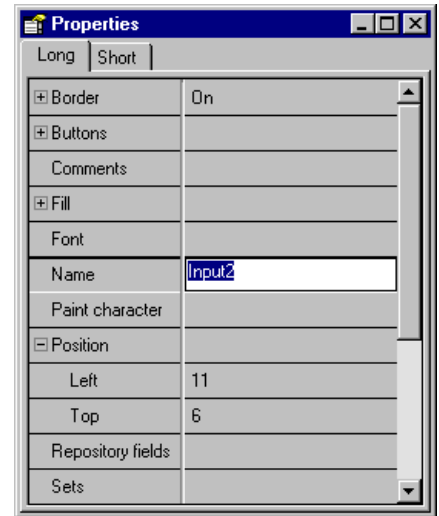 Properties
Long Short
Border On
Buttons
Comments
Fill
Font
Name Input2
Paint character
Position
Left 11
Top 6
Repository fields
Sets